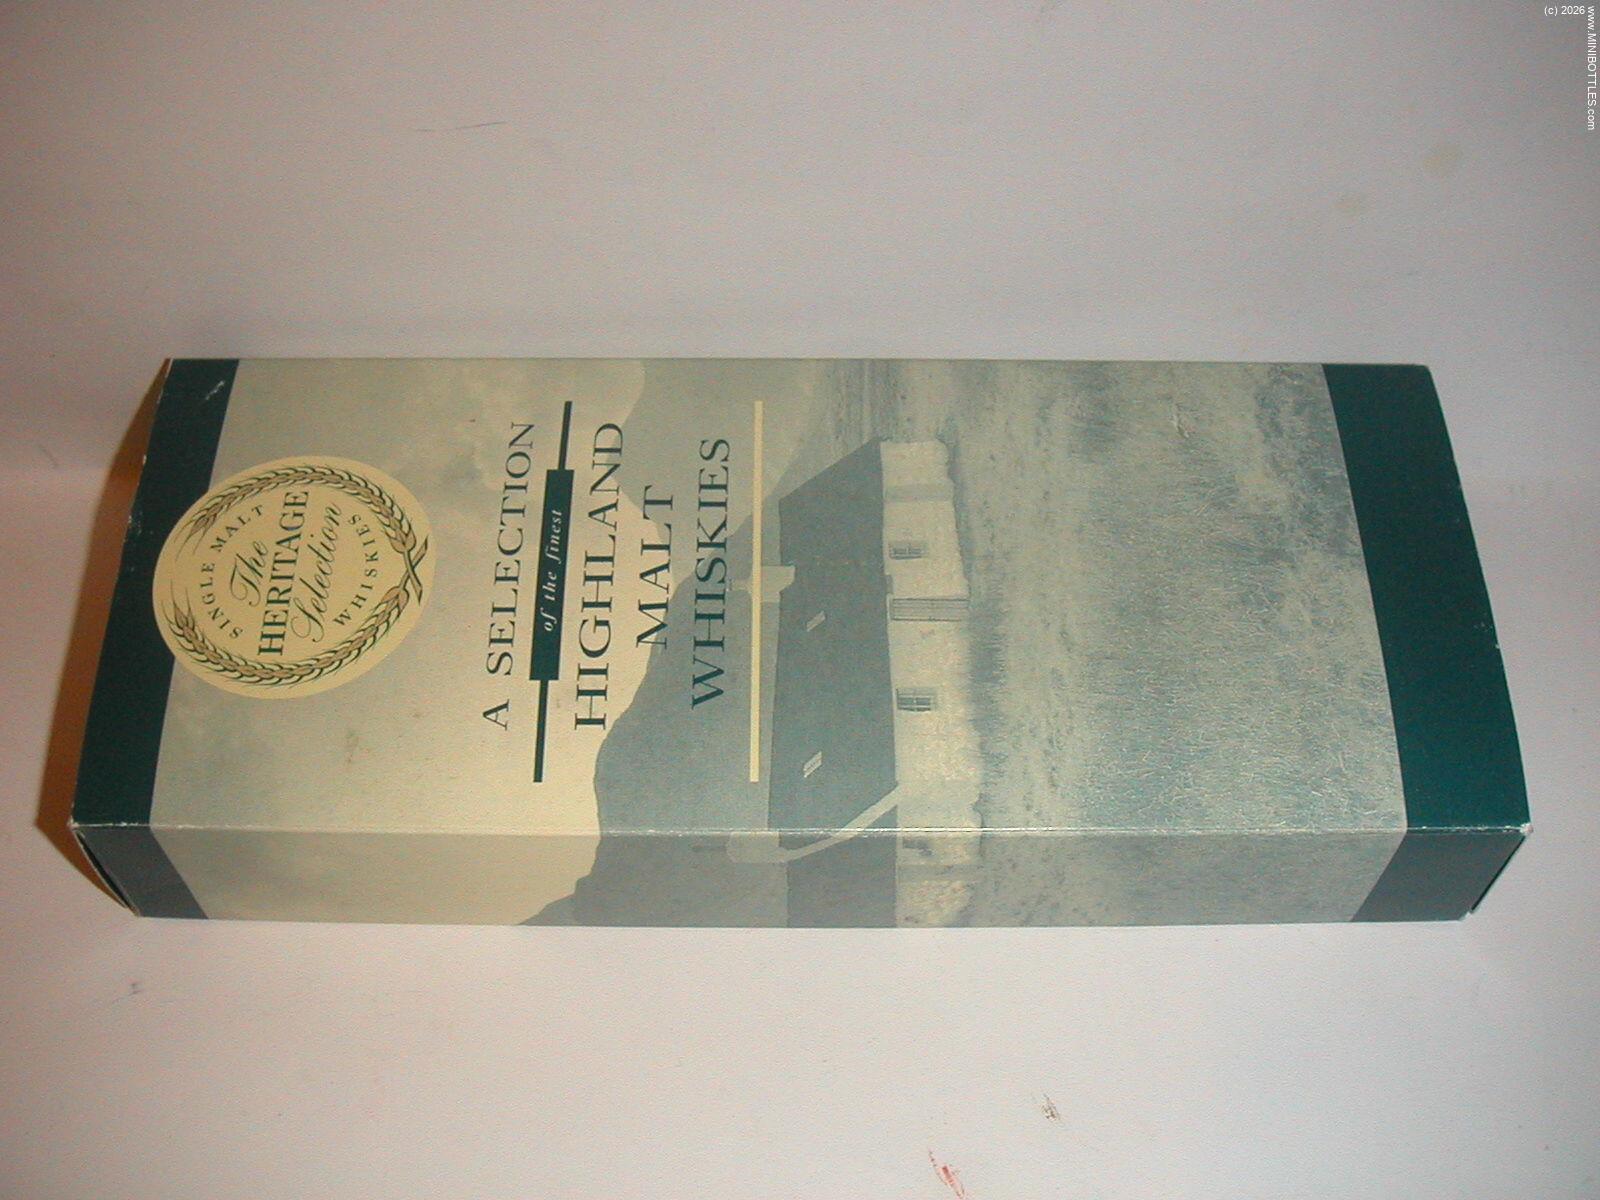 SINGLE MALT
The
HERITAGE
Selection
WHISKIES
A SELECTION
of the finest
HIGHLAND
MALT
WHISKIES
(c) 2026 www.MINIBOTTLES.com